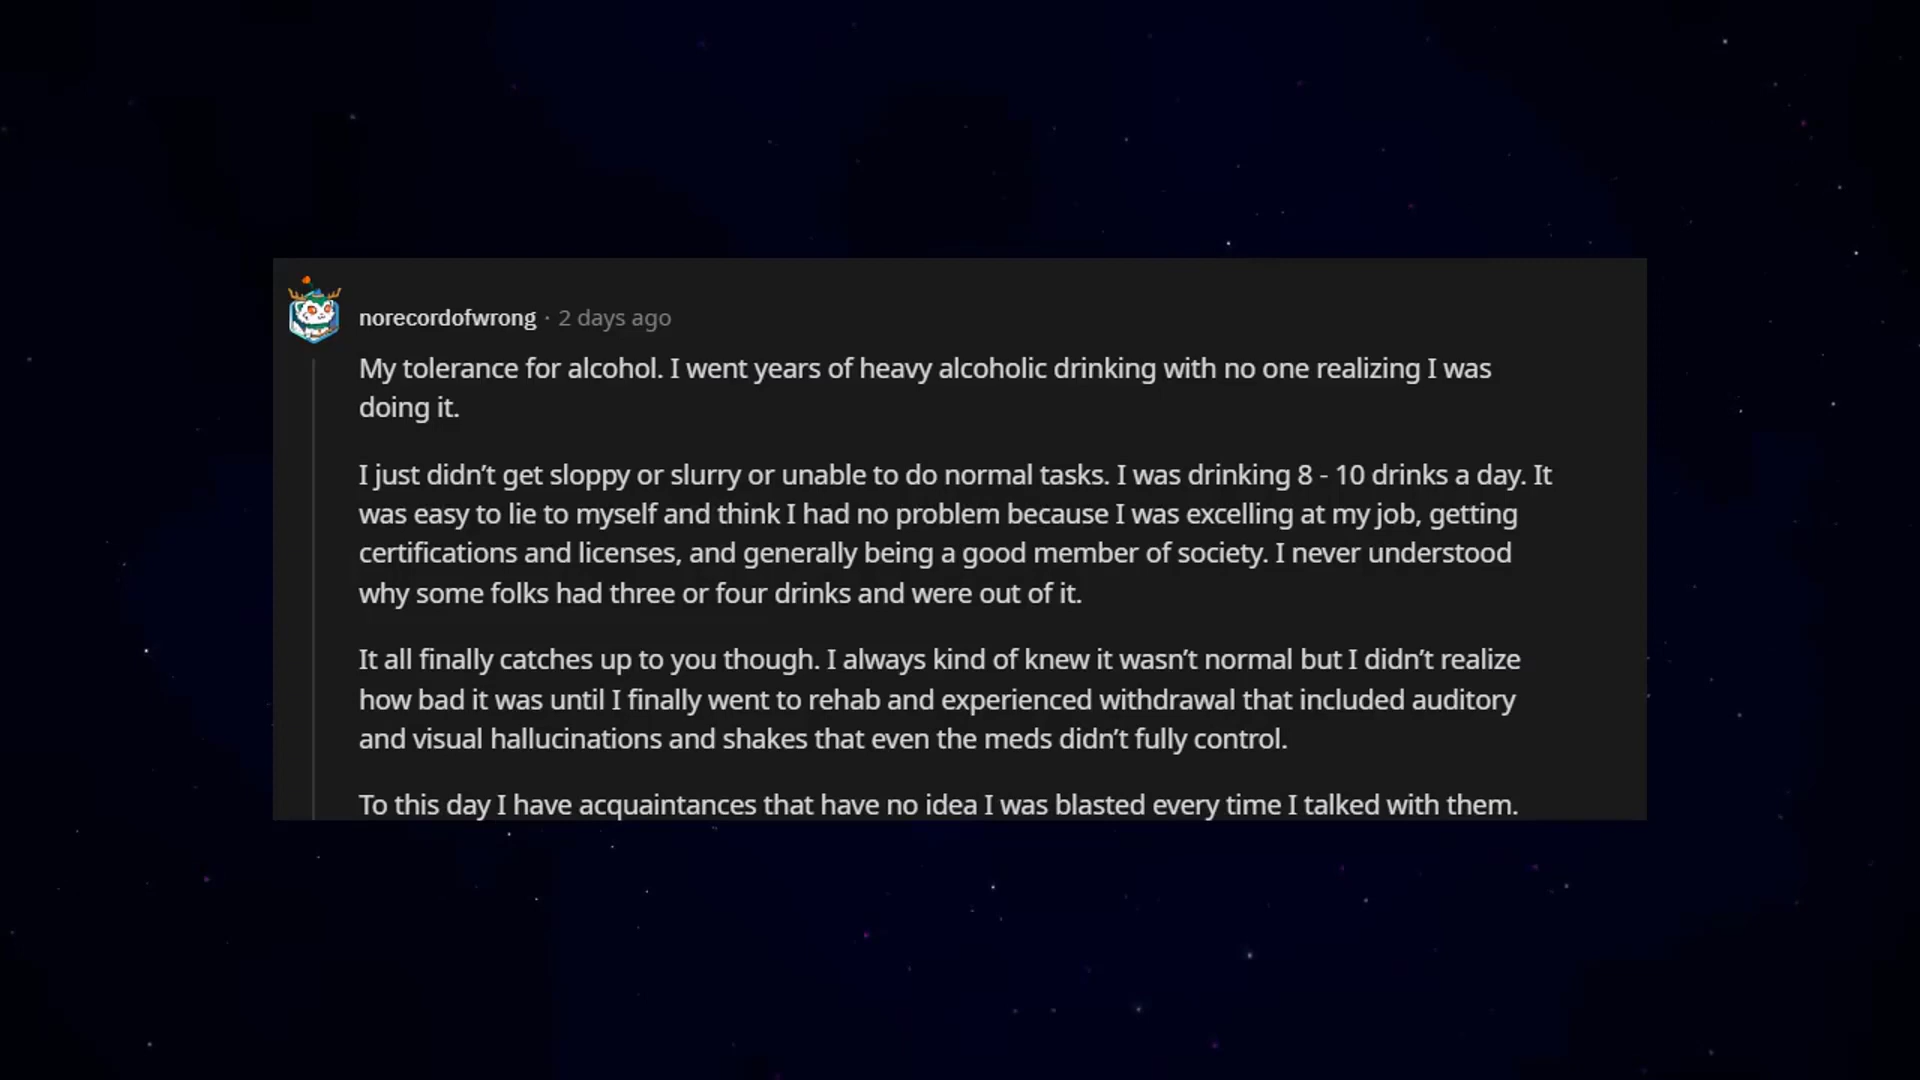 norecordofwrong · 2 days ago
My tolerance for alcohol. I went years of heavy alcoholic drinking with no one realizing I was
doing it.
I just didn’t get sloppy or slurry or unable to do normal tasks. I was drinking 8 - 10 drinks a day. It
was easy to lie to myself and think I had no problem because I was excelling at my job, getting
certifications and licenses, and generally being a good member of society. I never understood
why some folks had three or four drinks and were out of it.
It all finally catches up to you though. I always kind of knew it wasn’t normal but I didn’t realize
how bad it was until I finally went to rehab and experienced withdrawal that included auditory
and visual hallucinations and shakes that even the meds didn’t fully control.
To this day I have acquaintances that have no idea I was blasted every time I talked with them.